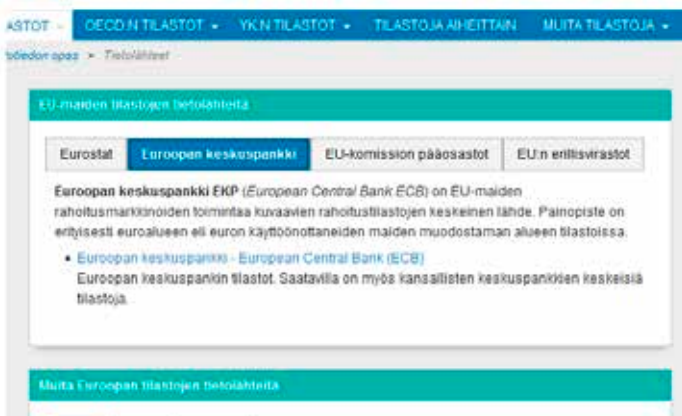 ASTOT OECD:N TILASTOT YK:N TILASTOT TILASTOJA AIHEITTAIN MUITA TILASTOJA
opas > Tietolähteet
EU-maiden tilastojen tietolähteitä
Eurostat Euroopan keskuspankki EU-komission pääosastot EU:n erillisvirastot
Euroopan keskuspankki EKP (European Central Bank ECB) on EU-maiden
rahoitusmarkkinoiden toimintaa kuvaavien rahoitustilastojen keskeinen lähde. Painopiste on
erityisesti euroalueen eli euron käyttöönottaneiden maiden muodostaman alueen tilastoissa.
• Euroopan keskuspankki - European Central Bank (ECB)
Euroopan keskuspankin tilastot. Saatavilla on myös kansallisten keskuspankkien keskeisiä
tilastoja.
Muita Euroopan tilastojen tietolähteitä